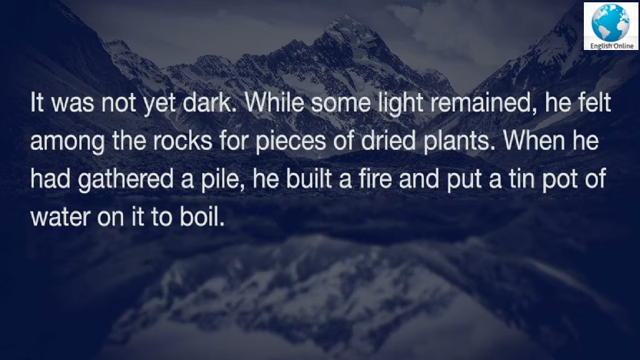 English Online
It was not yet dark. While some light remained, he felt
among the rocks for pieces of dried plants. When he
had gathered a pile, he built a fire and put a tin pot of
water on it to boil.